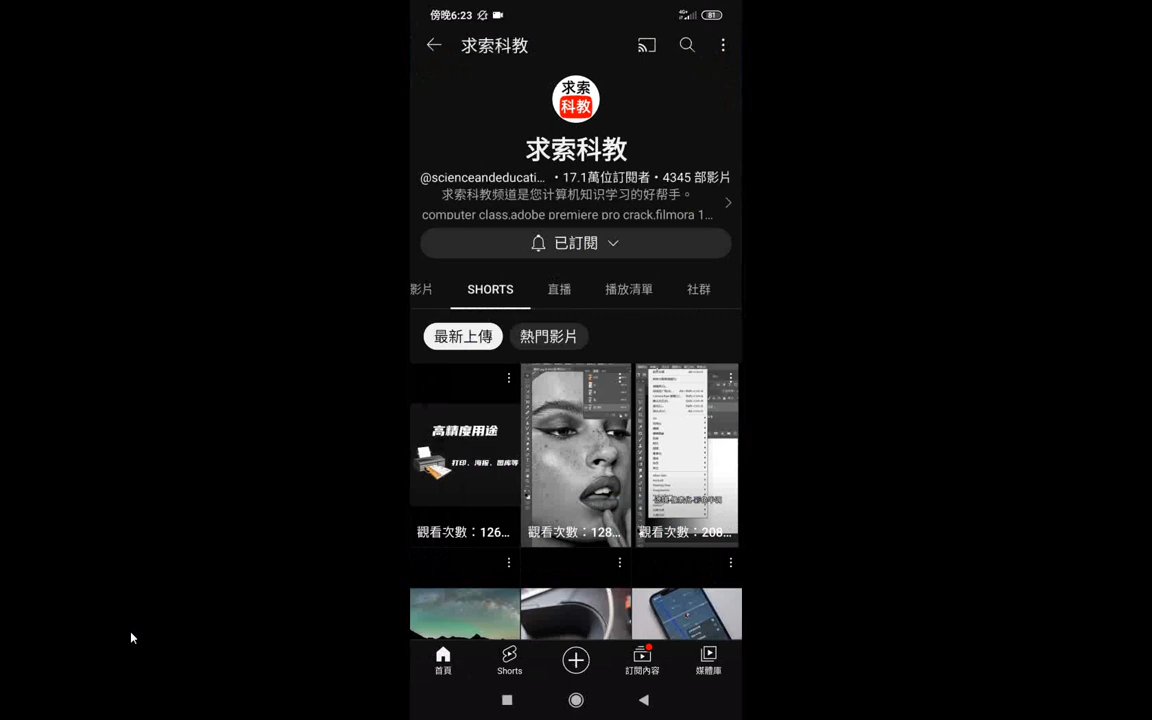 傍晚6:23
4G+
81
求索科教
求索
科教
求索科教
@scienceandeducati... • 17.1萬位訂閱者 • 4345 部影片
求索科教频道是您计算机知识学习的好帮手。
computer class.adobe premiere pro crack.filmora 1...
已訂閱
影片 SHORTS 直播 播放清單 社群
最新上傳 熱門影片
高精度用途
打印、海报、图库等
觀看次數：126... 觀看次數：128... 觀看次數：208...
首頁 Shorts 訂閱內容 媒體庫